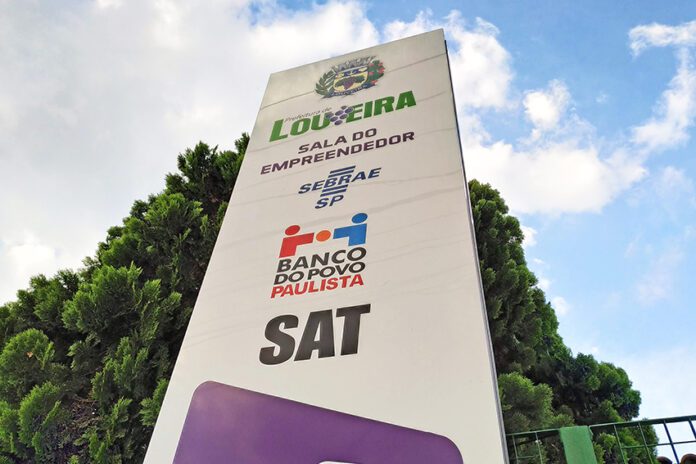 Prefeitura de
LOUVEIRA
SALA DO
EMPREENDEDOR
SEBRAE
SP
BANCO
DO POVO
PAULISTA
SAT